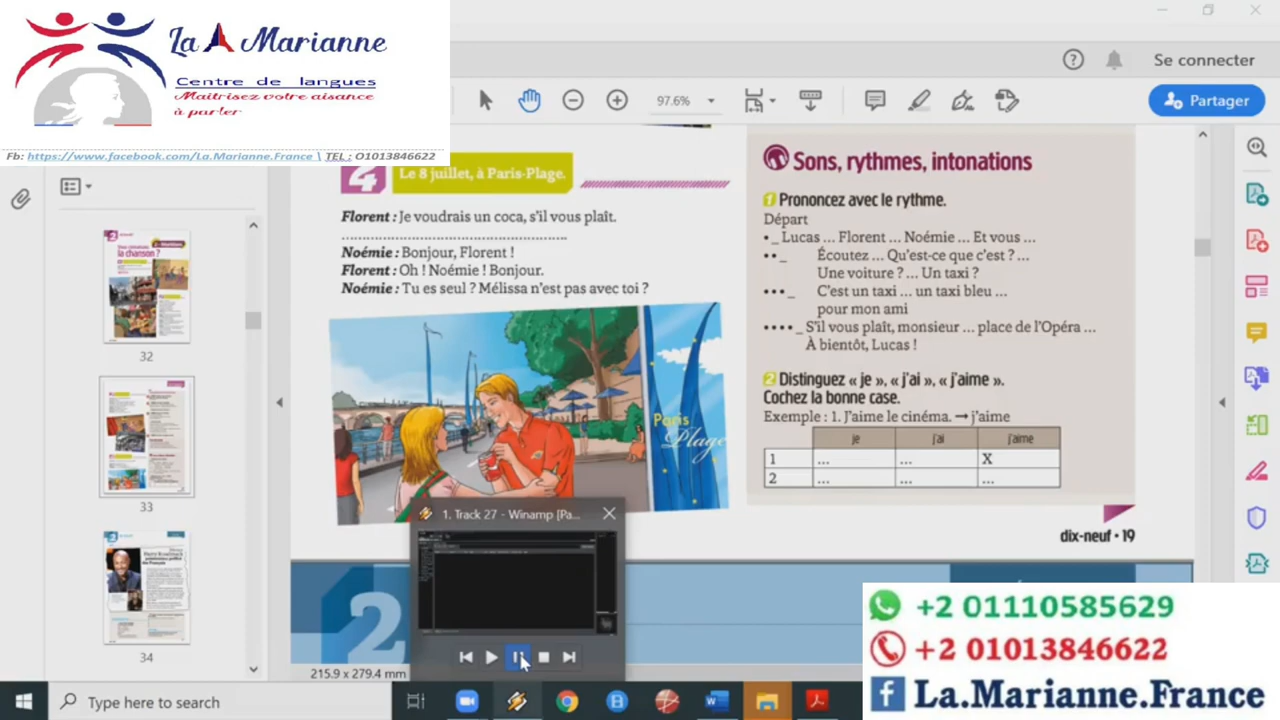 La Marianne
Centre de langues
Maîtrisez votre aisance
à parler
Fb: https://www.facebook.com/La.Marianne.France \ TEL : O1013846622
97.6%
Se connecter
Partager
32
33
34
4
Le 8 juillet, à Paris-Plage.
Florent : Je voudrais un coca, s'il vous plaît.
..........................................................
Noémie : Bonjour, Florent !
Florent : Oh ! Noémie ! Bonjour.
Noémie : Tu es seul ? Mélissa n'est pas avec toi ?
Paris
Plage
Sons, rythmes, intonations
1 Prononcez avec le rythme.
Départ
• _ Lucas ... Florent ... Noémie ... Et vous ...
• • _ Écoutez ... Qu'est-ce que c'est ? ...
Une voiture ? ... Un taxi ?
• • • _ C'est un taxi ... un taxi bleu ...
pour mon ami
• • • • _ S'il vous plaît, monsieur ... place de l'Opéra ...
À bientôt, Lucas !
2 Distinguez « je », « j'ai », « j'aime ».
Cochez la bonne case.
Exemple : 1. J'aime le cinéma. → j'aime
je j'ai j'aime
1 ... ... X
2 ... ... ...
dix-neuf • 19
2
1. Track 27 - Winamp [Pa...
215.9 x 279.4 mm
+2 01110585629
+2 01013846622
La.Marianne.France
Type here to search